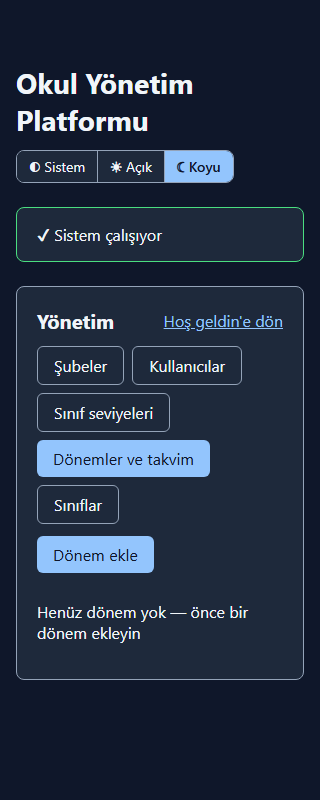 Okul Yönetim
Platformu
◐ Sistem ☀ Açık ☾ Koyu
✓ Sistem çalışıyor
Yönetim Hoş geldin'e dön
Şubeler Kullanıcılar
Sınıf seviyeleri
Dönemler ve takvim
Sınıflar
Dönem ekle
Henüz dönem yok — önce bir
dönem ekleyin